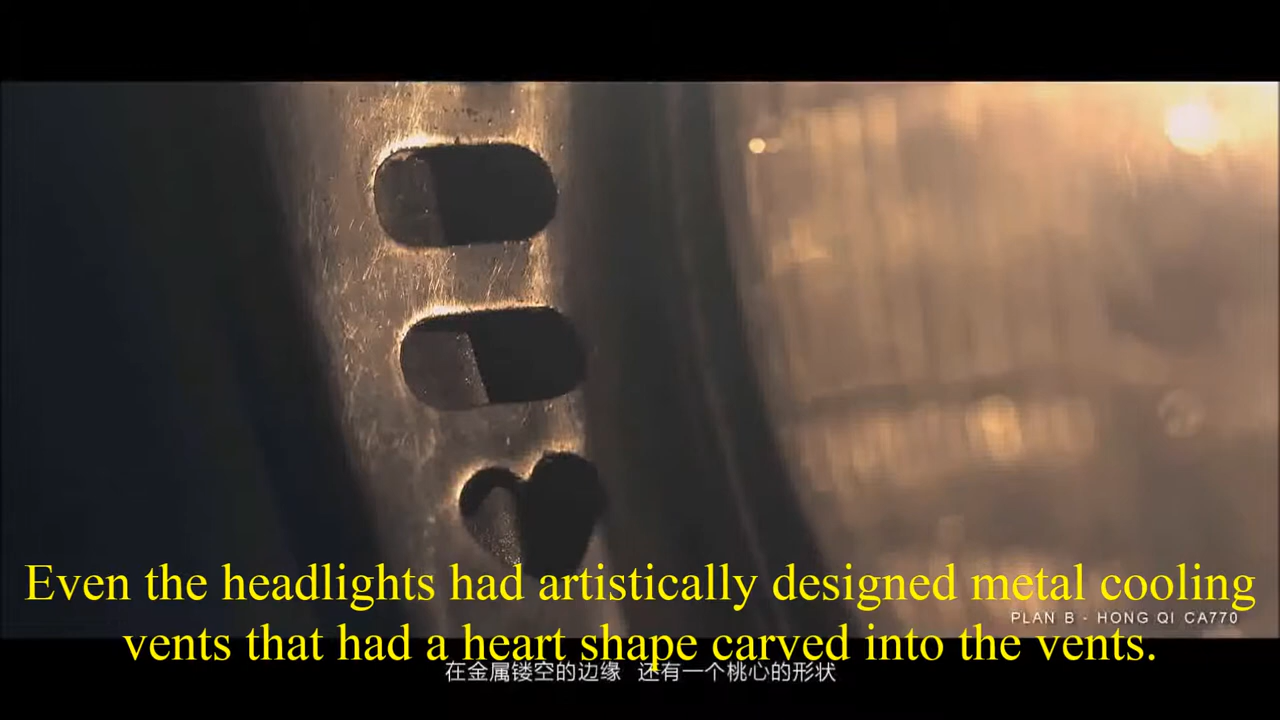 Even the headlights had artistically designed metal cooling
PLAN B - HONG QI CA770
vents that had a heart shape carved into the vents.
在金属镂空的边缘 还有一个桃心的形状